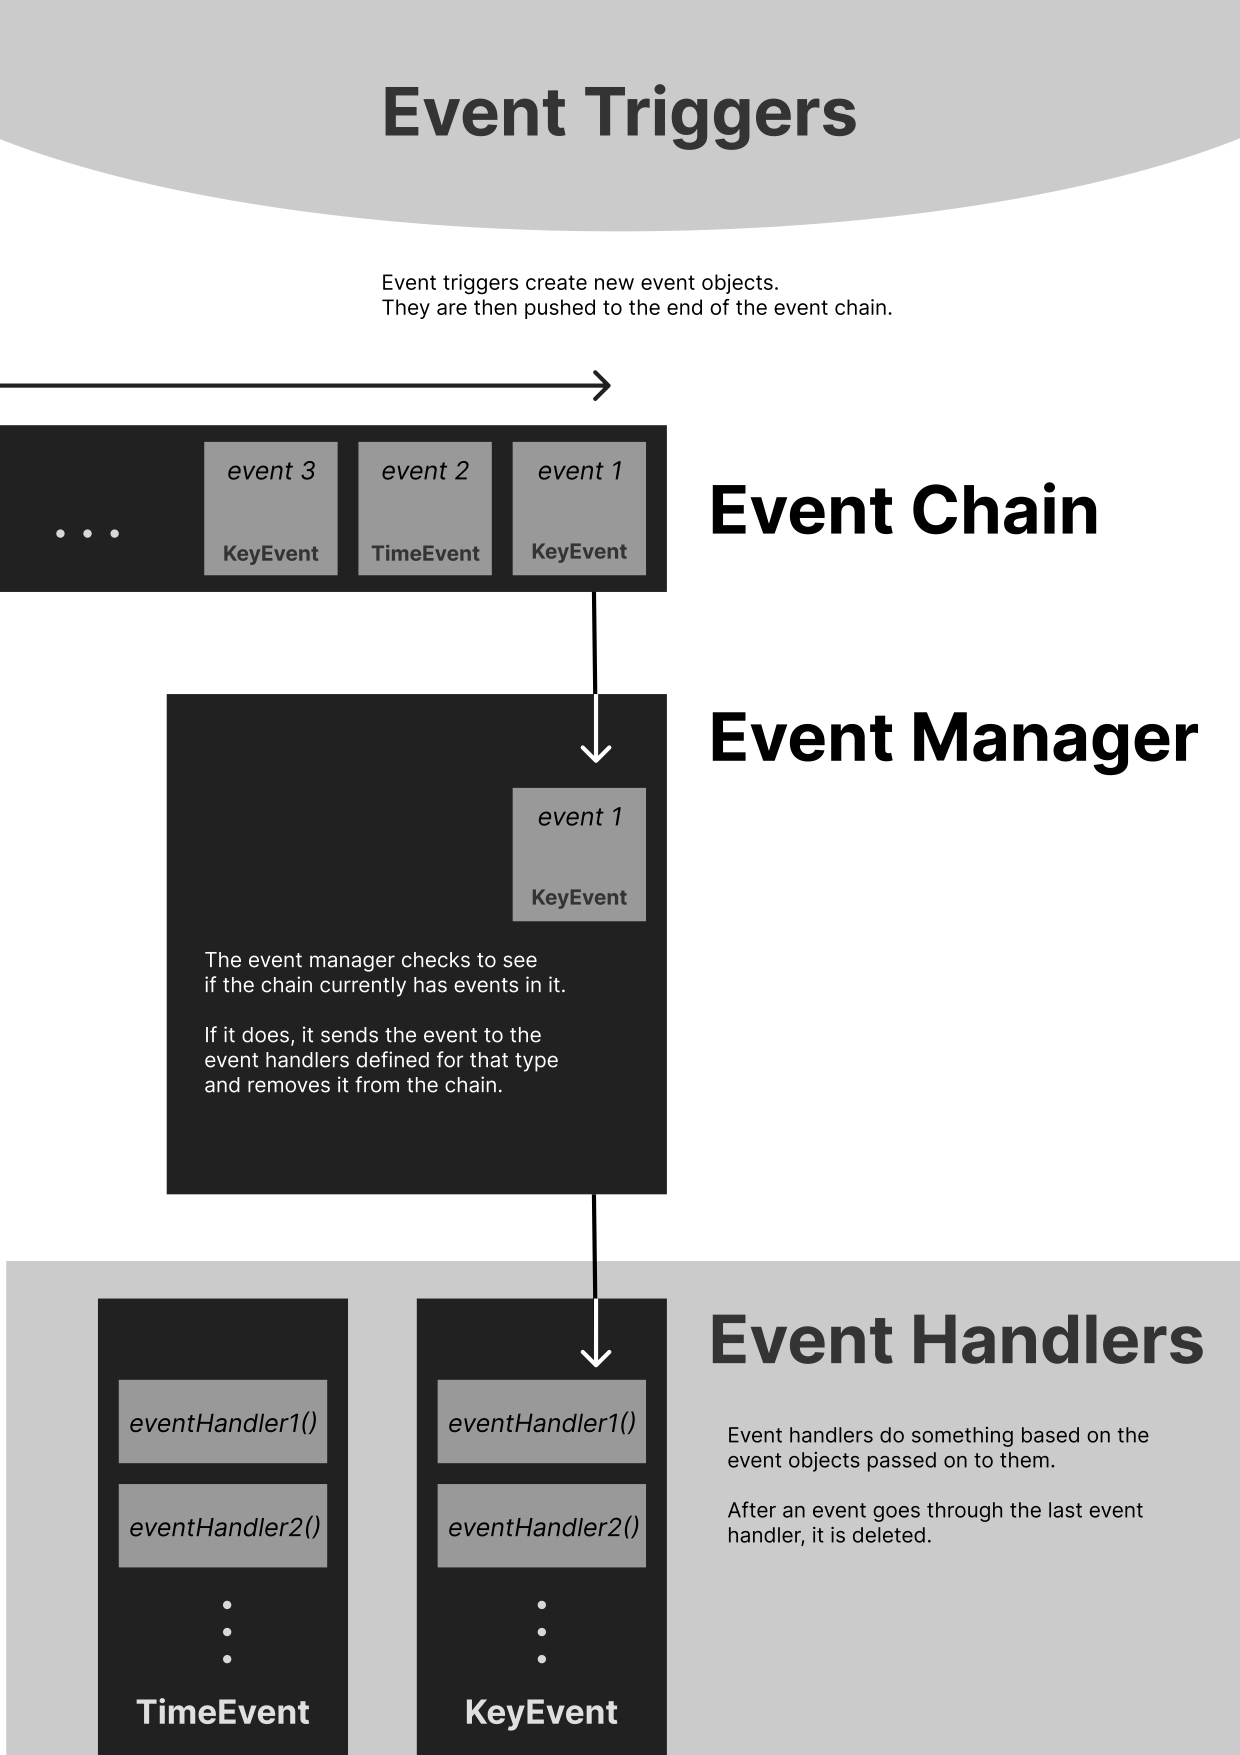 Event Triggers
Event triggers create new event objects.
They are then pushed to the end of the event chain.
event 3
event 2
event 1
KeyEvent
TimeEvent
KeyEvent
Event Chain
Event Manager
event 1
KeyEvent
The event manager checks to see
if the chain currently has events in it.
If it does, it sends the event to the
event handlers defined for that type
and removes it from the chain.
Event Handlers
eventHandler1()
eventHandler1()
Event handlers do something based on the
event objects passed on to them.
eventHandler2()
eventHandler2()
After an event goes through the last event
handler, it is deleted.
TimeEvent
KeyEvent